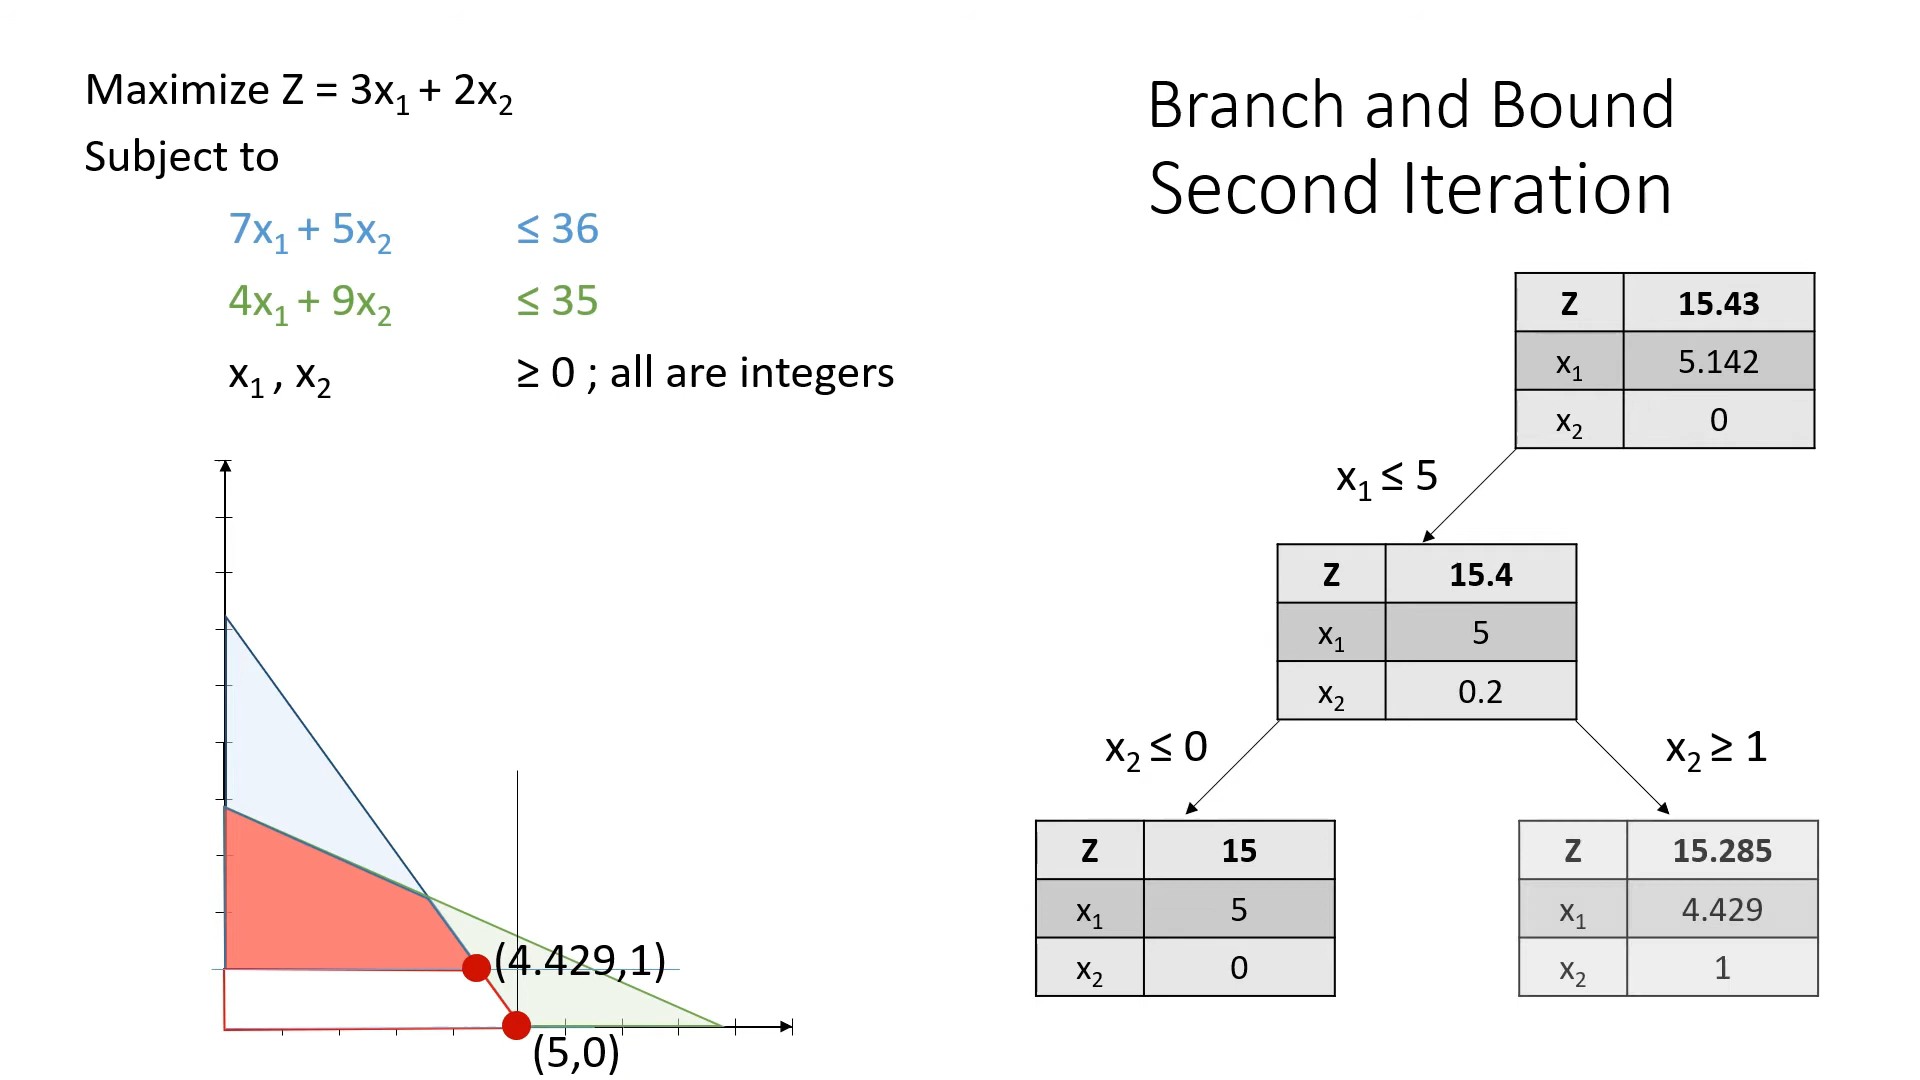 Maximize Z = 3x₁ + 2x₂
Subject to
7x₁ + 5x₂ ≤ 36
4x₁ + 9x₂ ≤ 35
x₁ , x₂ ≥ 0 ; all are integers
(4.429,1)
(5,0)
Branch and Bound
Second Iteration
Z 15.43
x₁ 5.142
x₂ 0
x₁ ≤ 5
Z 15.4
x₁ 5
x₂ 0.2
x₂ ≤ 0
x₂ ≥ 1
Z 15
x₁ 5
x₂ 0
Z 15.285
x₁ 4.429
x₂ 1